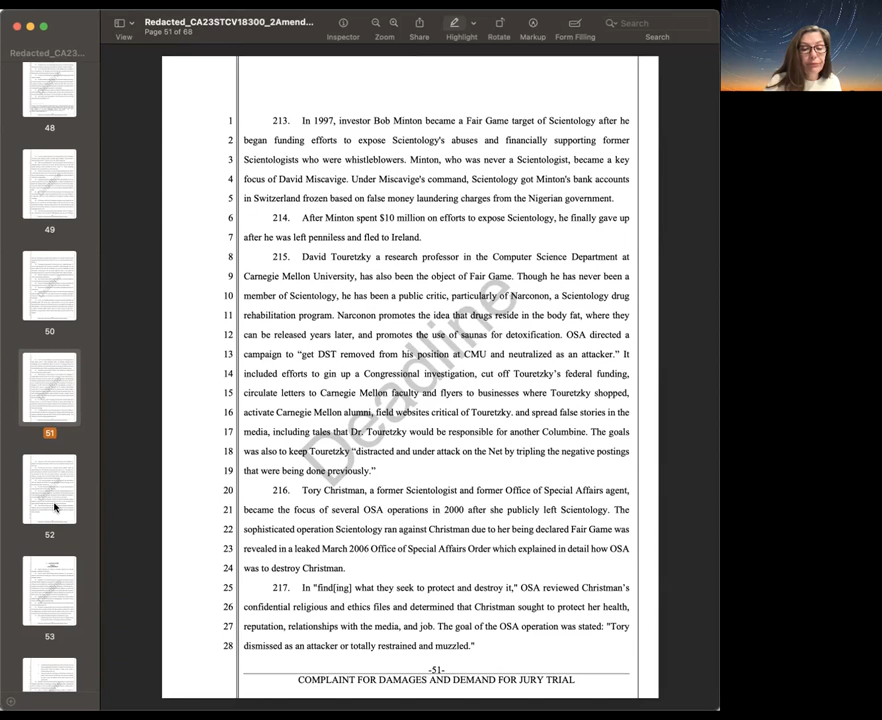 Redacted_CA23STCV1B300_2Amend...
Page 51 of 68
View
Inspector
Zoom
Share
Highlight
Rotate
Markup
Form Filling
Search
Search
Redacted_CA23...
48
49
50
51
52
53
1 213. In 1997, investor Bob Minton became a Fair Game target of Scientology after he
2 began funding efforts to expose Scientology's abuses and financially supporting former
3 Scientologists who were whistleblowers. Minton, who was never a Scientologist, became a key
4 focus of David Miscavige. Under Miscavige's command, Scientology got Minton's bank accounts
5 in Switzerland frozen based on false money laundering charges from the Nigerian government.
6 214. After Minton spent $10 million on efforts to expose Scientology, he finally gave up
7 after he was left penniless and fled to Ireland.
8 215. David Touretzky a research professor in the Computer Science Department at
9 Carnegie Mellon University, has also been the object of Fair Game. Though he has never been a
10 member of Scientology, he has been a public critic, particularly of Narconon, a Scientology drug
11 rehabilitation program. Narconon promotes the idea that drugs reside in the body fat, where they
12 can be released years later, and promotes the use of saunas for detoxification. OSA directed a
13 campaign to “get DST removed from his position at CMU and neutralized as an attacker.” It
14 included efforts to gin up a Congressional investigation, cut off Touretzky’s federal funding,
15 circulate letters to Carnegie Mellon faculty and flyers to businesses where Touretzky shopped,
16 activate Carnegie Mellon alumni, field websites critical of Touretzky. and spread false stories in the
17 media, including tales that Dr. Touretzky would be responsible for another Columbine. The goals
18 was also to keep Touretzky “distracted and under attack on the Net by tripling the negative postings
19 that were being done previously.”
20 216. Tory Christman, a former Scientologist and former Office of Special Affairs agent,
21 became the focus of several OSA operations in 2000 after she publicly left Scientology. The
22 sophisticated operation Scientology ran against Christman due to her being declared Fair Game was
23 revealed in a leaked March 2006 Office of Special Affairs Order which explained in detail how OSA
24 was to destroy Christman.
25 217. In "find[ing] what they seek to protect and destroy it," OSA reviewed Christman’s
26 confidential religious and ethics files and determined that Christman sought to protect her health,
27 reputation, relationships with the media, and job. The goal of the OSA operation was stated: "Tory
28 dismissed as an attacker or totally restrained and muzzled."
Deadline
-51-
COMPLAINT FOR DAMAGES AND DEMAND FOR JURY TRIAL